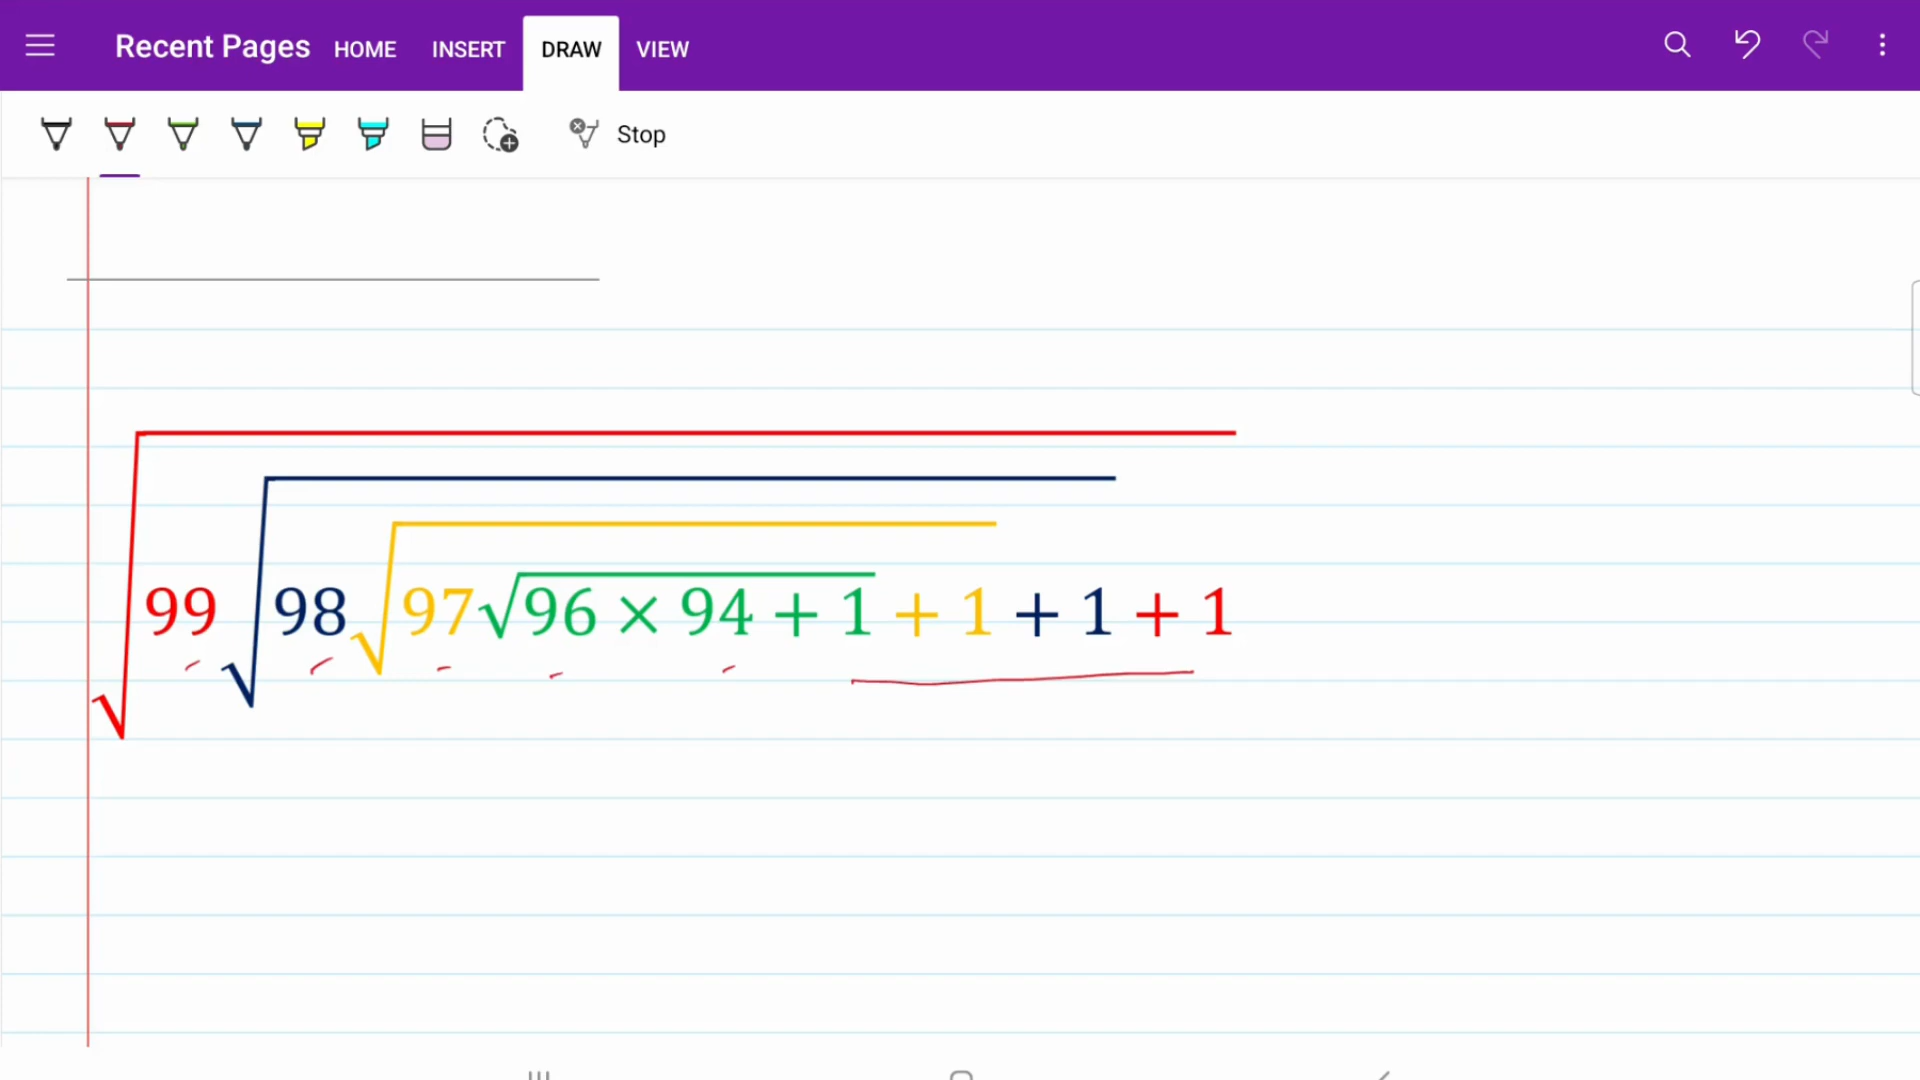 Recent Pages HOME INSERT DRAW VIEW
Stop
√99√98√97√96 × 94 + 1 + 1 + 1 + 1